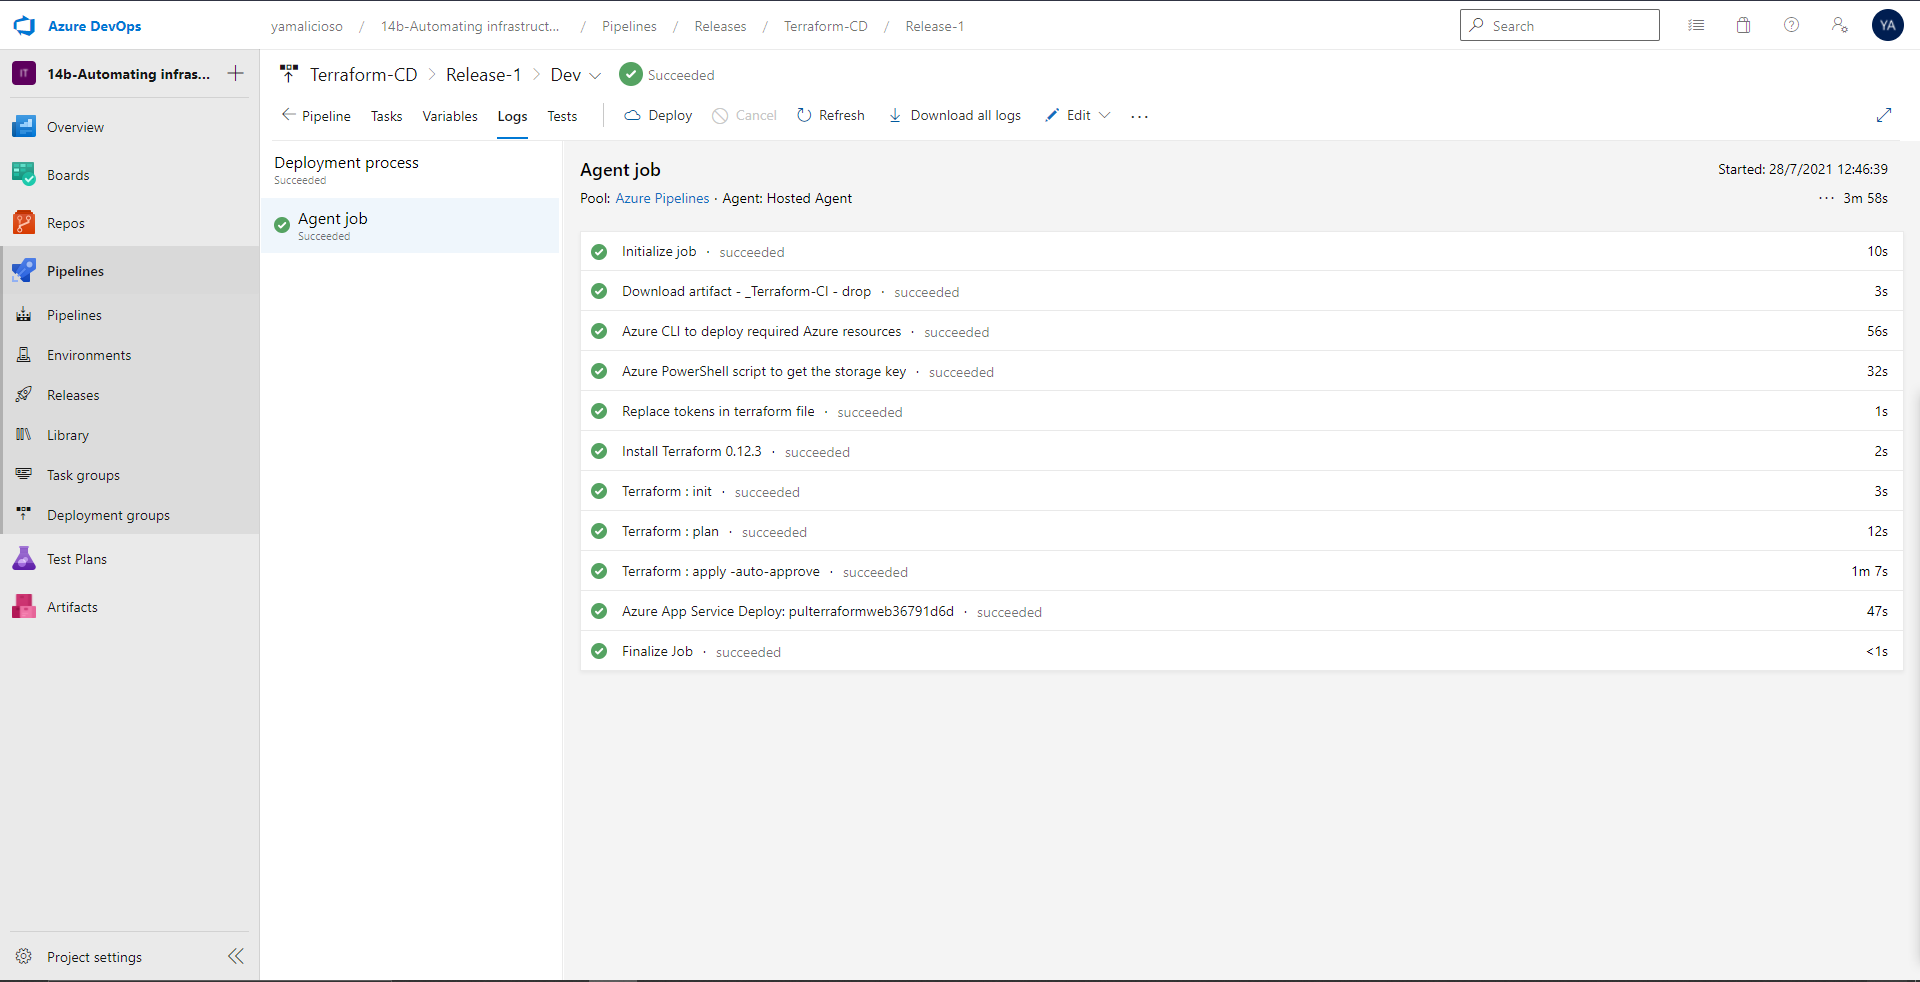 Azure DevOps
yamalicioso / 14b-Automating infrastruct... / Pipelines / Releases / Terraform-CD / Release-1
Search
YA
IT
14b-Automating infras...
Overview
Boards
Repos
Pipelines
Pipelines
Environments
Releases
Library
Task groups
Deployment groups
Test Plans
Artifacts
Project settings
Terraform-CD > Release-1 > Dev
Succeeded
Pipeline
Tasks
Variables
Logs
Tests
Deploy
Cancel
Refresh
Download all logs
Edit
...
Deployment process
Succeeded
Agent job
Succeeded
Agent job
Started: 28/7/2021 12:46:39
Pool: Azure Pipelines · Agent: Hosted Agent
... 3m 58s
Initialize job · succeeded 10s
Download artifact - _Terraform-CI - drop · succeeded 3s
Azure CLI to deploy required Azure resources · succeeded 56s
Azure PowerShell script to get the storage key · succeeded 32s
Replace tokens in terraform file · succeeded 1s
Install Terraform 0.12.3 · succeeded 2s
Terraform : init · succeeded 3s
Terraform : plan · succeeded 12s
Terraform : apply -auto-approve · succeeded 1m 7s
Azure App Service Deploy: pulterraformweb36791d6d · succeeded 47s
Finalize Job · succeeded <1s